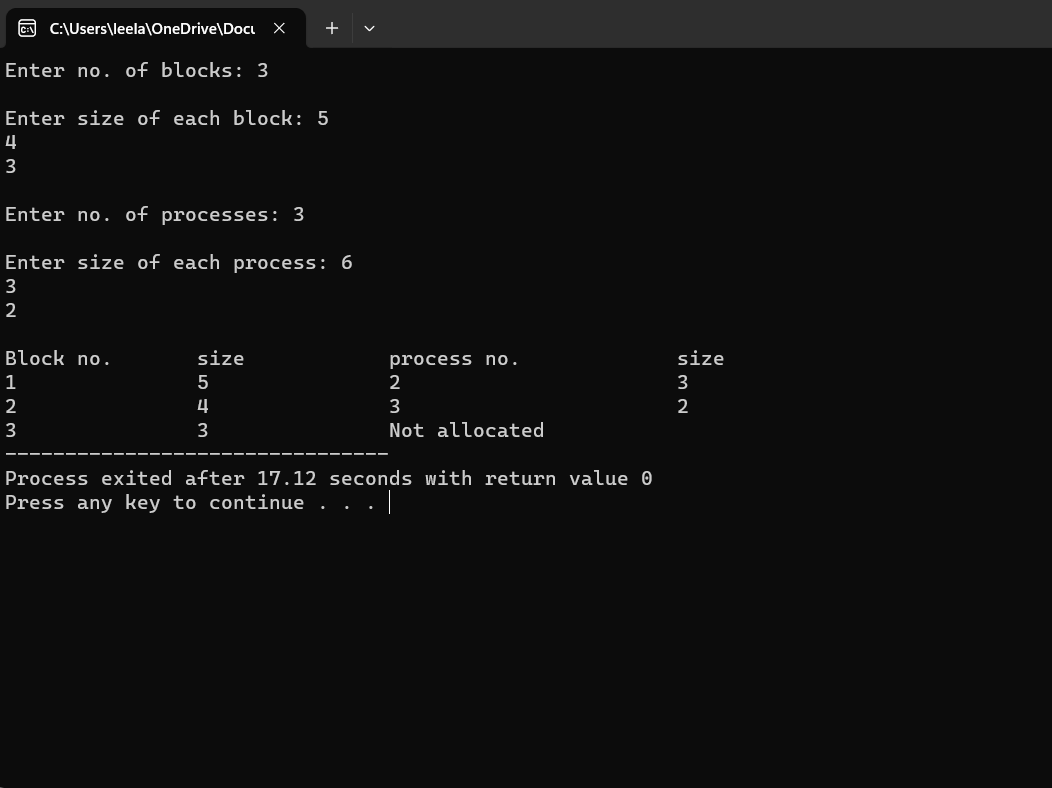 C:\Users\leela\OneDrive\Docu
Enter no. of blocks: 3
Enter size of each block: 5
4
3
Enter no. of processes: 3
Enter size of each process: 6
3
2
Block no. size process no. size
1 5 2 3
2 4 3 2
3 3 Not allocated
--------------------------------
Process exited after 17.12 seconds with return value 0
Press any key to continue . . .